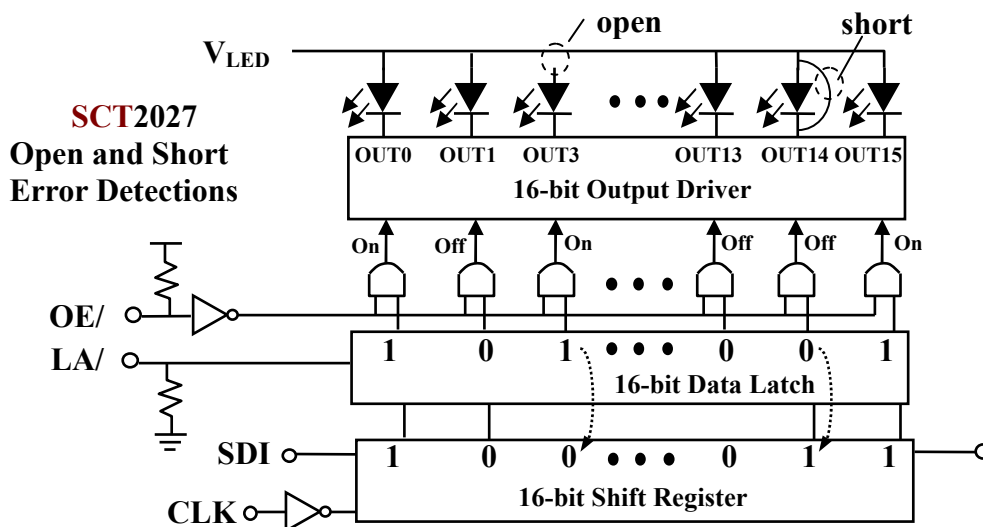 open
short
V_LED
SCT2027
Open and Short
Error Detections
OUT0 OUT1 OUT3 OUT13 OUT14 OUT15
16-bit Output Driver
On Off On Off Off On
OE/
LA/
1 0 1 0 0 1
16-bit Data Latch
SDI
1 0 0 0 1 1
16-bit Shift Register
CLK